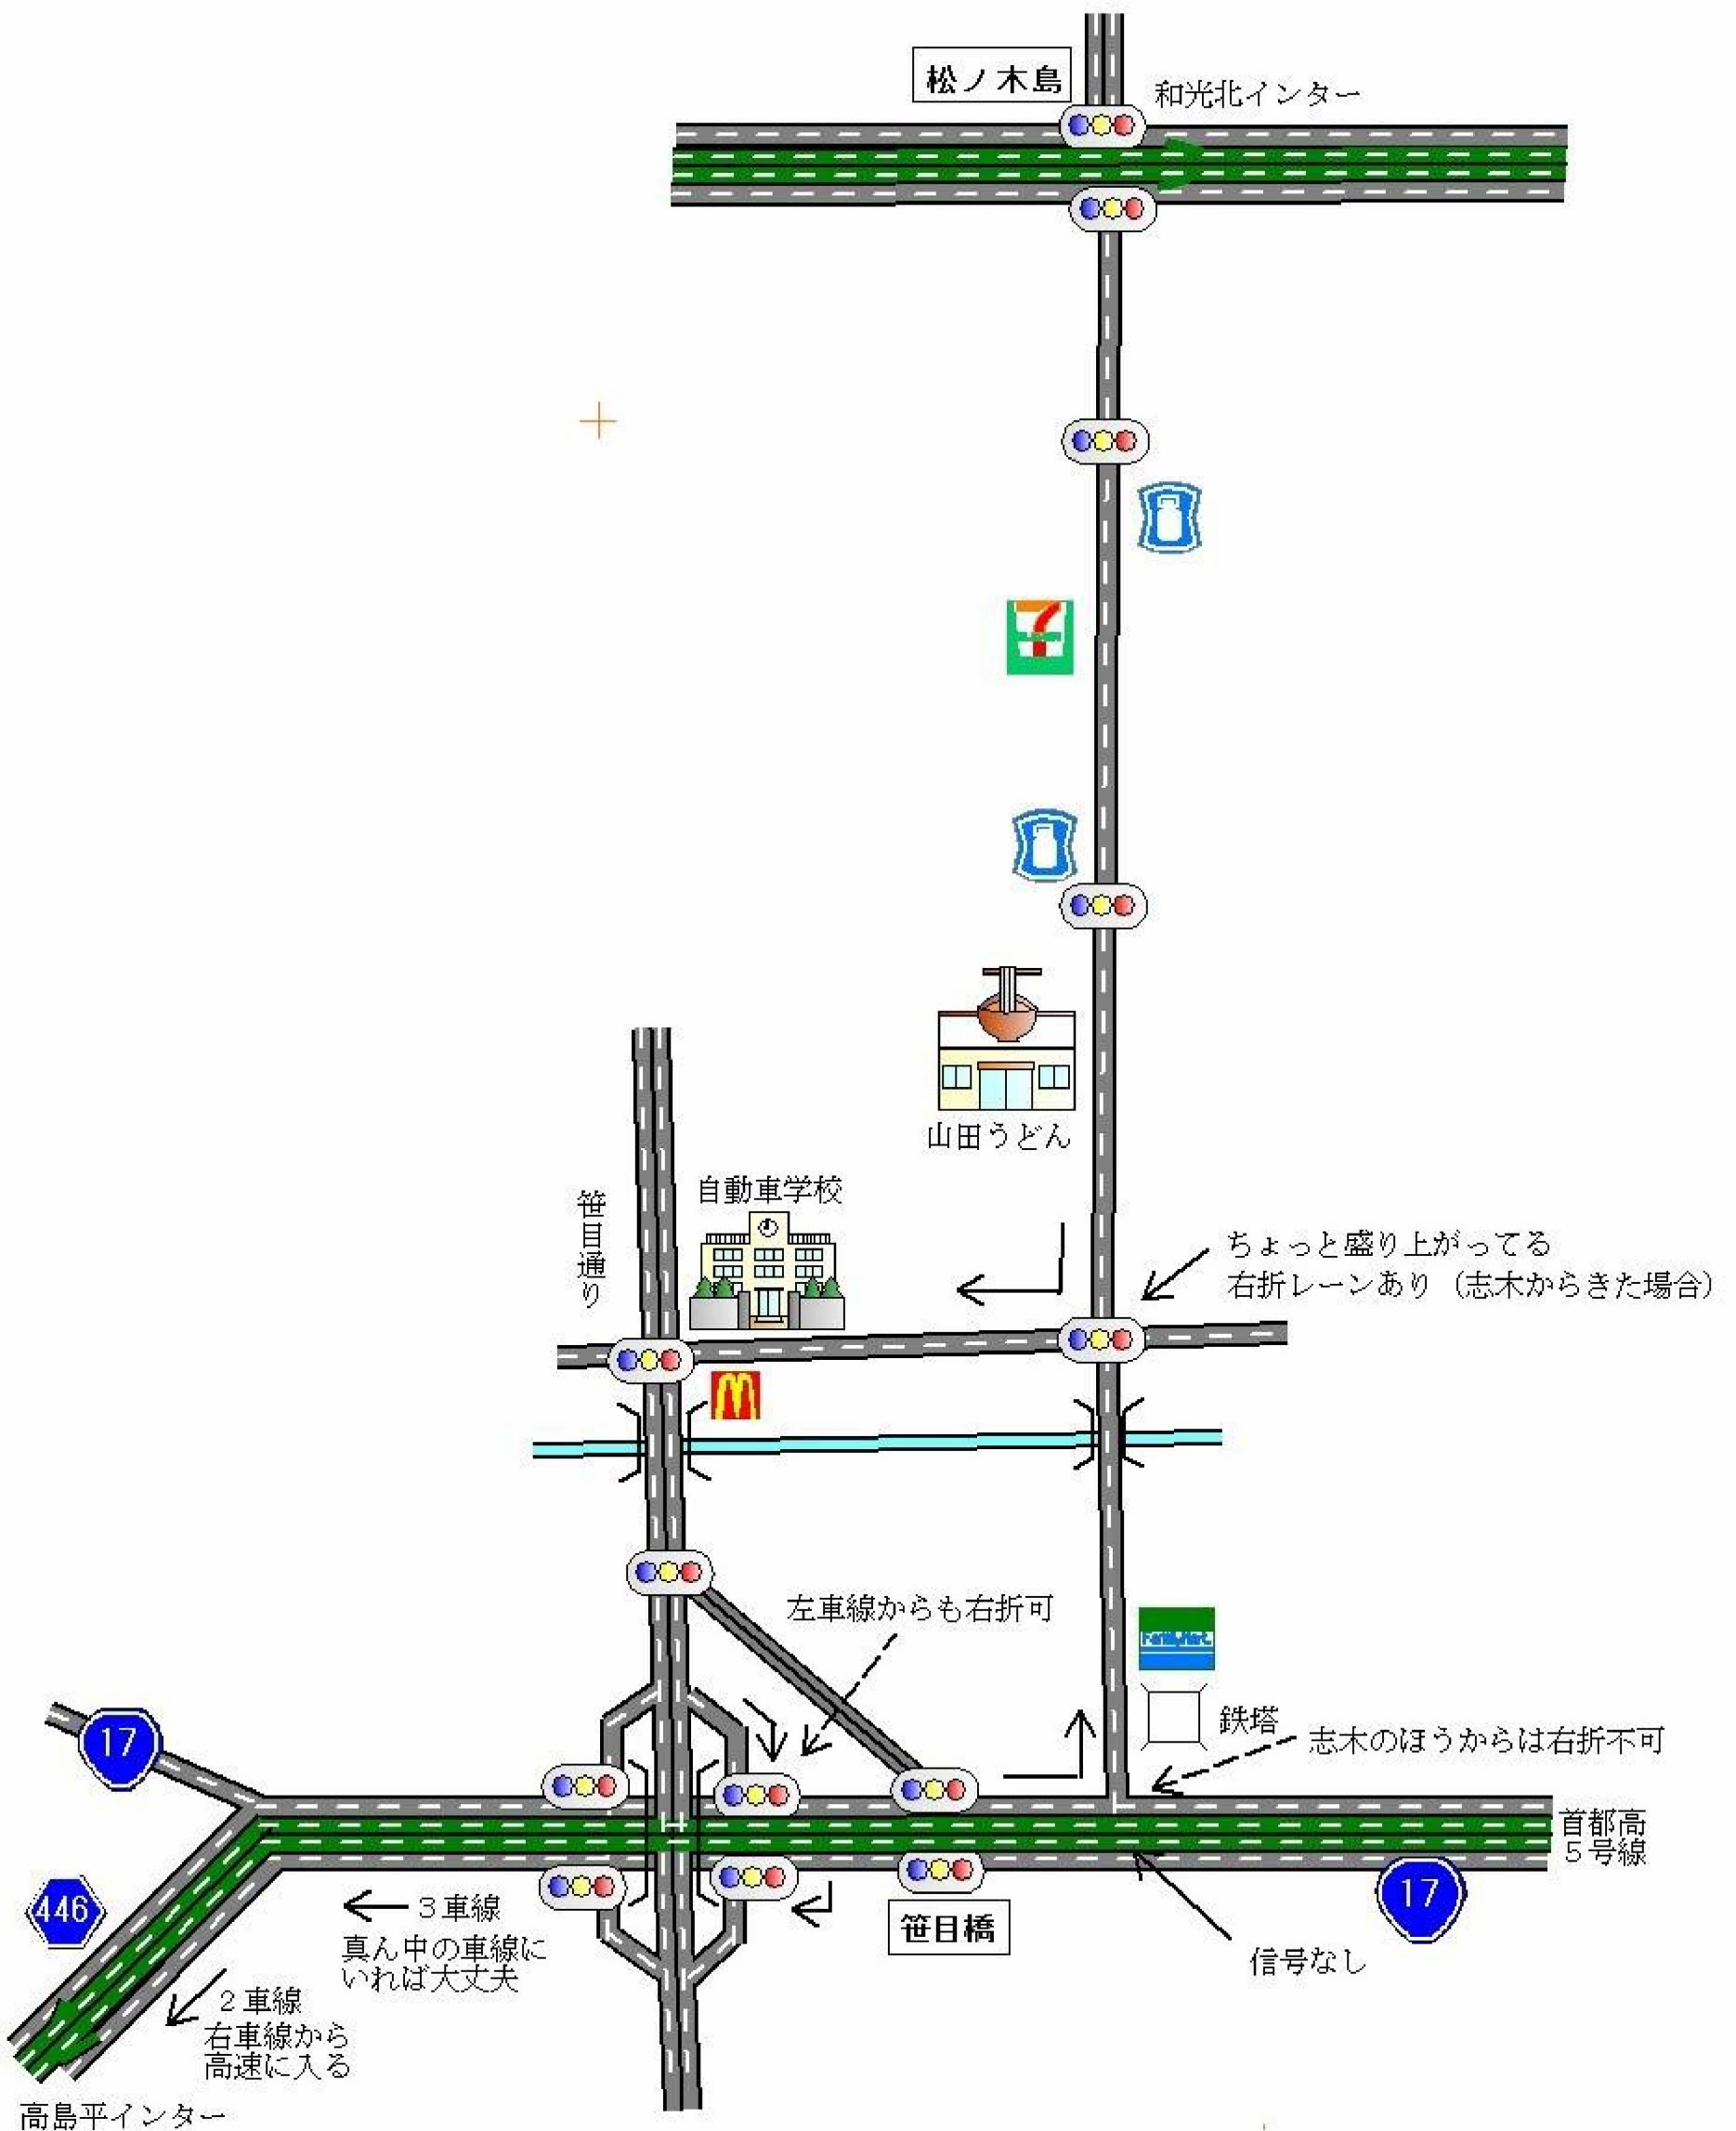 松ノ木島
和光北インター
7
山田うどん
自動車学校
笹目通り
ちょっと盛り上がってる
右折レーンあり（志木からきた場合）
M
左車線からも右折可
FamilyMart
鉄塔
志木のほうからは右折不可
17
首都高
５号線
446
３車線
真ん中の車線に
いれば大丈夫
笹目橋
17
信号なし
２車線
右車線から
高速に入る
高島平インター